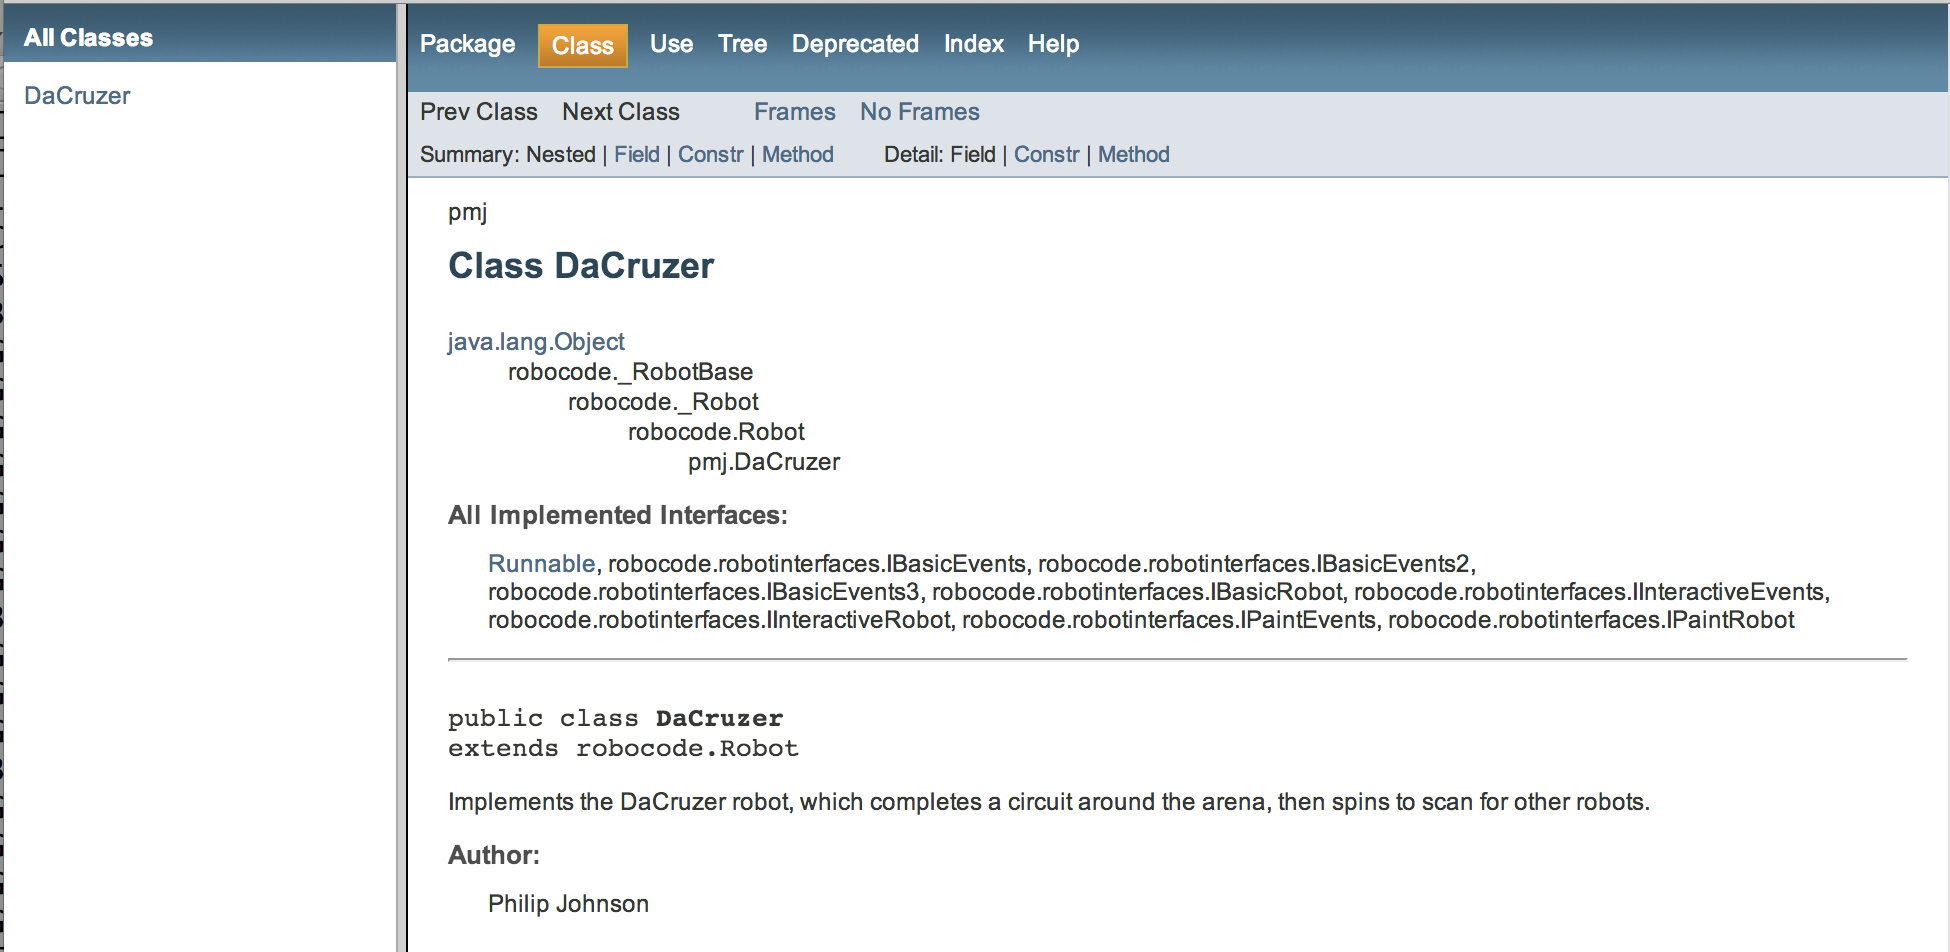 All Classes
DaCruzer
Package Class Use Tree Deprecated Index Help
Prev Class Next Class Frames No Frames
Summary: Nested | Field | Constr | Method Detail: Field | Constr | Method
pmj
Class DaCruzer
java.lang.Object
robocode._RobotBase
robocode._Robot
robocode.Robot
pmj.DaCruzer
All Implemented Interfaces:
Runnable, robocode.robotinterfaces.IBasicEvents, robocode.robotinterfaces.IBasicEvents2,
robocode.robotinterfaces.IBasicEvents3, robocode.robotinterfaces.IBasicRobot, robocode.robotinterfaces.IInteractiveEvents,
robocode.robotinterfaces.IInteractiveRobot, robocode.robotinterfaces.IPaintEvents, robocode.robotinterfaces.IPaintRobot
public class DaCruzer
extends robocode.Robot
Implements the DaCruzer robot, which completes a circuit around the arena, then spins to scan for other robots.
Author:
Philip Johnson